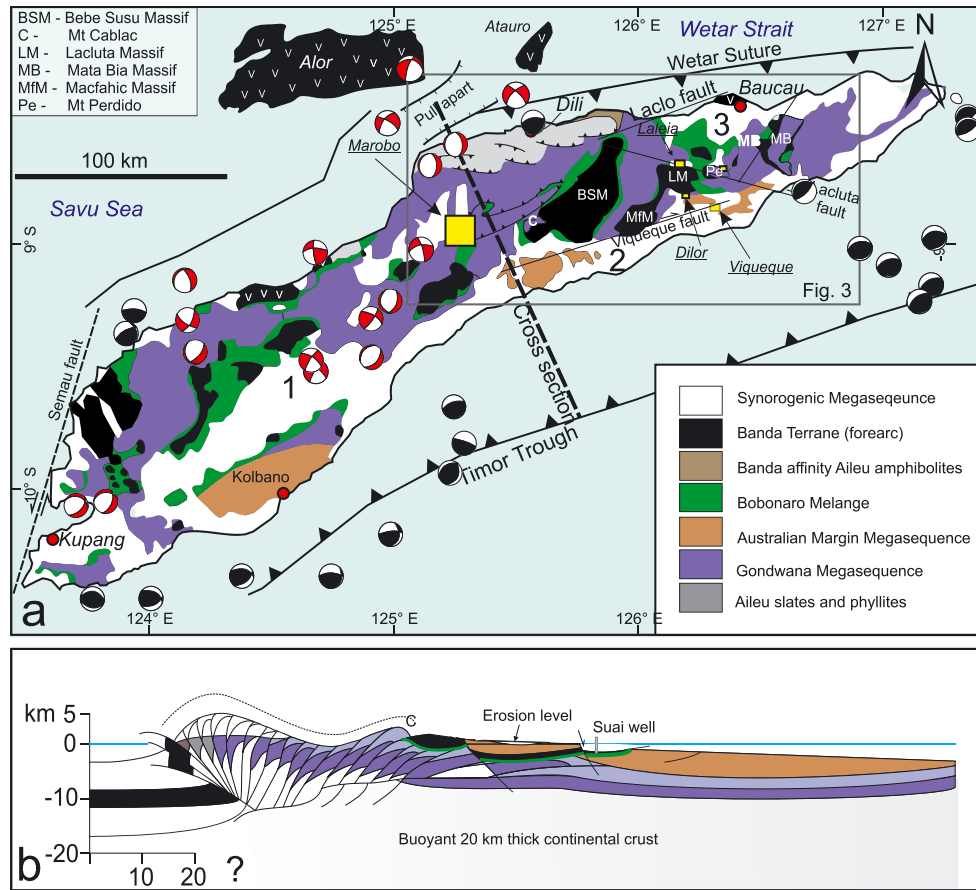 BSM - Bebe Susu Massif
C - Mt Cablac
LM - Lacluta Massif
MB - Mata Bia Massif
MfM - Macfahic Massif
Pe - Mt Perdido
125° E
126° E
127° E
Atauro
Wetar Strait
N
Alor
v v v v v v v v v v v v v v
Wetar Suture
Pull apart
Dili
Laclo fault
Baucau
v
100 km
Marobo
Laleia
3
MB
MB
Savu Sea
BSM
LM
Pe
acluta
fault
C
MfM
9° S
Viqueque fault
2
Dilor
Viqueque
9°
v v v
Fig. 3
Semau fault
1
Cross section
Timor Trough
10° S
Kolbano
Kupang
124° E
125° E
126° E
Synorogenic Megaseqeunce
Banda Terrane (forearc)
Banda affinity Aileu amphibolites
Bobonaro Melange
Australian Margin Megasequence
Gondwana Megasequence
Aileu slates and phyllites
a
km 5
0
-10
-20
C
Erosion level
Suai well
Buoyant 20 km thick continental crust
10 20 ?
b